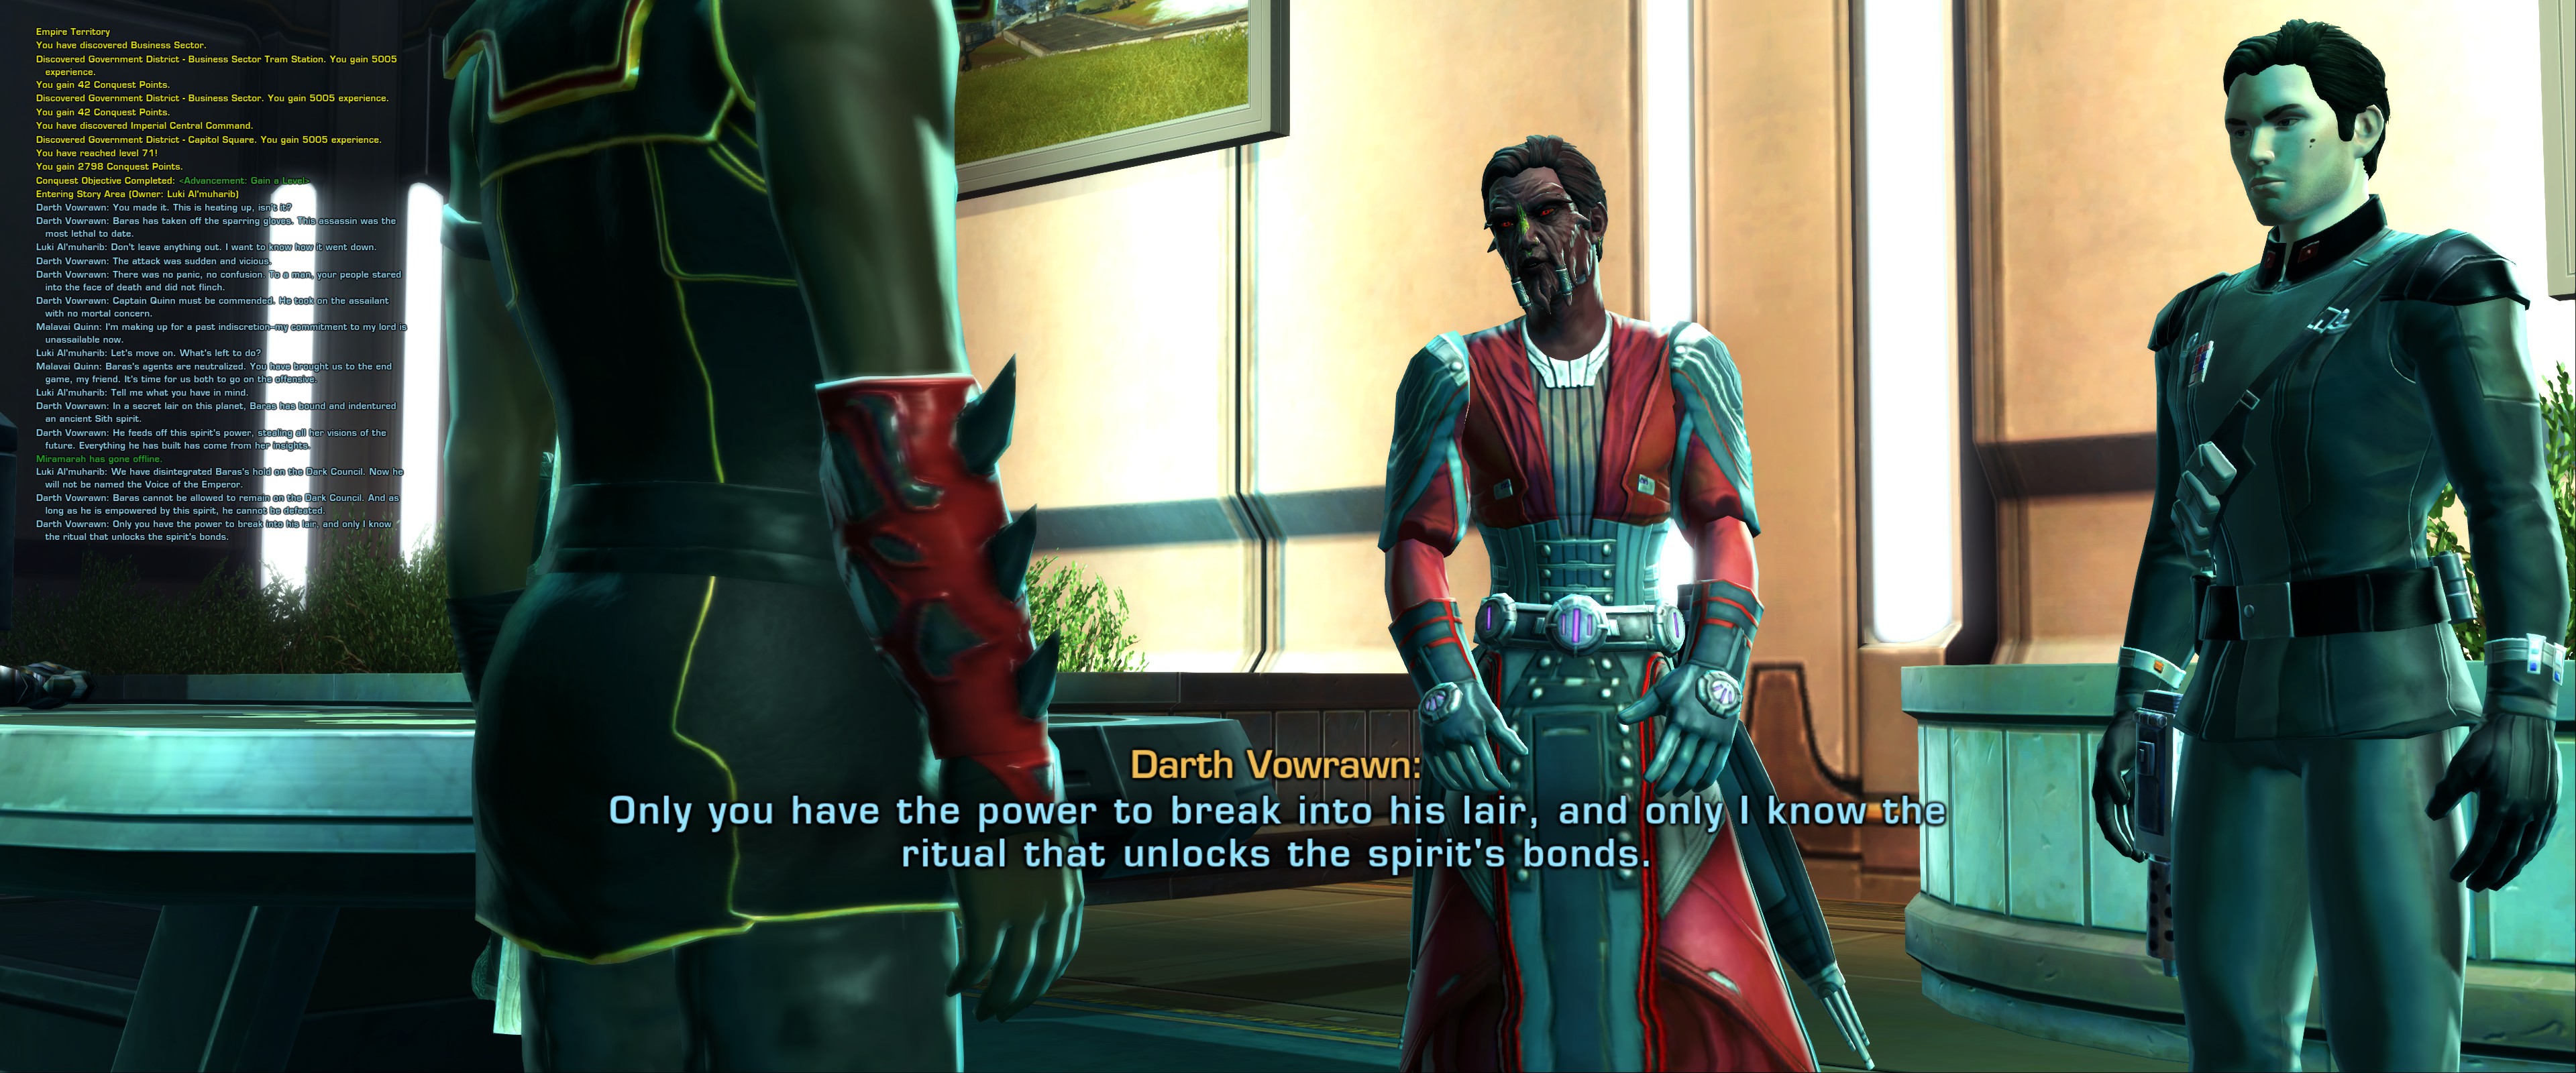 Empire Territory
You have discovered Business Sector.
Discovered Government District - Business Sector Tram Station. You gain 5005
experience.
You gain 42 Conquest Points.
Discovered Government District - Business Sector. You gain 5005 experience.
You gain 42 Conquest Points.
You have discovered Imperial Central Command.
Discovered Government District - Capitol Square. You gain 5005 experience.
You have reached level 71!
You gain 2798 Conquest Points.
Conquest Objective Completed: <Advancement: Gain a Level>
Entering Story Area (Owner: Luki Al'muharib)
Darth Vowrawn: You made it. This is heating up, isn't it?
Darth Vowrawn: Baras has taken off the sparring gloves. This assassin was the
most lethal to date.
Luki Al'muharib: Don't leave anything out. I want to know how it went down.
Darth Vowrawn: The attack was sudden and vicious.
Darth Vowrawn: There was no panic, no confusion. To a man, your people stared
into the face of death and did not flinch.
Darth Vowrawn: Captain Quinn must be commended. He took on the assailant
with no mortal concern.
Malavai Quinn: I'm making up for a past indiscretion–my commitment to my lord is
unassailable now.
Luki Al'muharib: Let's move on. What's left to do?
Malavai Quinn: Baras's agents are neutralized. You have brought us to the end
game, my friend. It's time for us both to go on the offensive.
Luki Al'muharib: Tell me what you have in mind.
Darth Vowrawn: In a secret lair on this planet, Baras has bound and indentured
an ancient Sith spirit.
Darth Vowrawn: He feeds off this spirit's power, stealing all her visions of the
future. Everything he has built has come from her insights.
Miramarah has gone offline.
Luki Al'muharib: We have disintegrated Baras's hold on the Dark Council. Now he
will not be named the Voice of the Emperor.
Darth Vowrawn: Baras cannot be allowed to remain on the Dark Council. And as
long as he is empowered by this spirit, he cannot be defeated.
Darth Vowrawn: Only you have the power to break into his lair, and only I know
the ritual that unlocks the spirit's bonds.
Darth Vowrawn:
Only you have the power to break into his lair, and only I know the
ritual that unlocks the spirit's bonds.